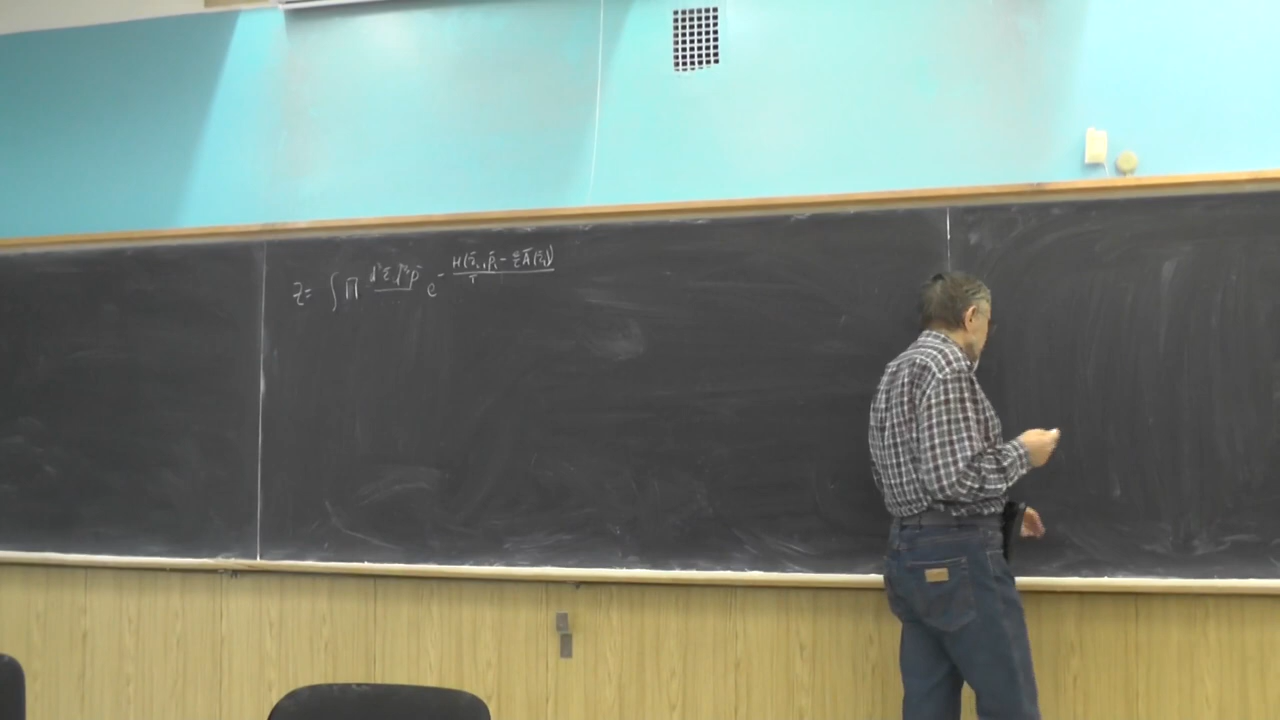 Z = ∫ ∏ d³r d³p e^{- H(r⃗ᵢ, p⃗ᵢ - e/c A⃗(r⃗ᵢ)) / T}